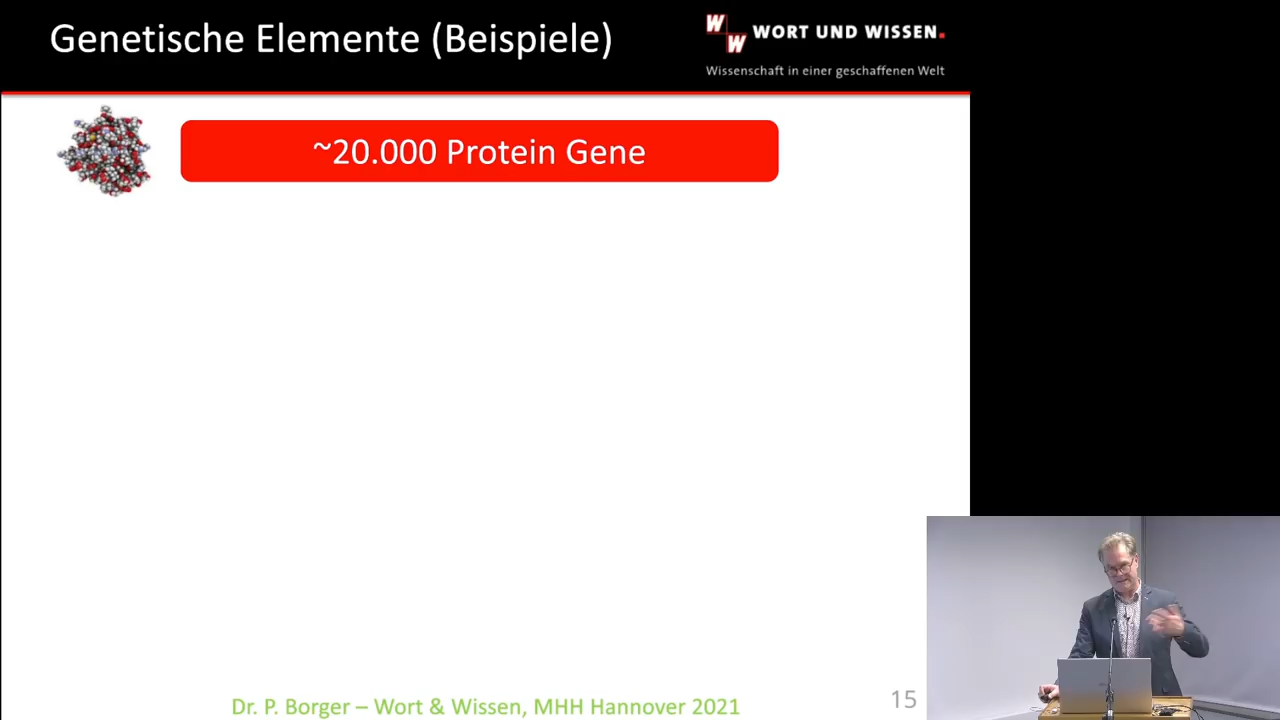 Genetische Elemente (Beispiele)
W
W
WORT UND WISSEN.
Wissenschaft in einer geschaffenen Welt
~20.000 Protein Gene
Dr. P. Borger – Wort & Wissen, MHH Hannover 2021
15